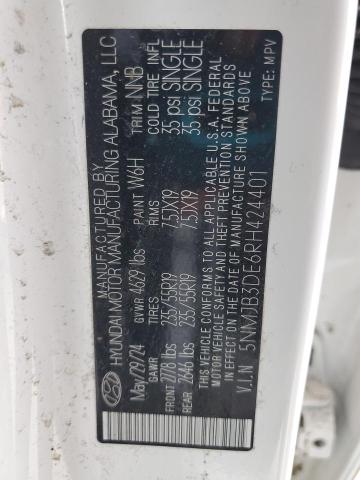 MANUFACTURED BY
HYUNDAI MOTOR MANUFACTURING ALABAMA, LLC
May/29/24 GVWR 4629 lbs PAINT W6H TRIM NNB
GAWR TIRES RIMS COLD TIRE INFL
FRONT 2778 lbs 235/55R19 7.5JX19 35 psi SINGLE
REAR 2646 lbs 235/55R19 7.5JX19 35 psi SINGLE
THIS VEHICLE CONFORMS TO ALL APPLICABLE U.S.A. FEDERAL
MOTOR VEHICLE SAFETY AND THEFT PREVENTION STANDARDS
IN EFFECT ON THE DATE OF MANUFACTURE SHOWN ABOVE.
V.I.N 5NMJB3DE6RH424401 TYPE: MPV